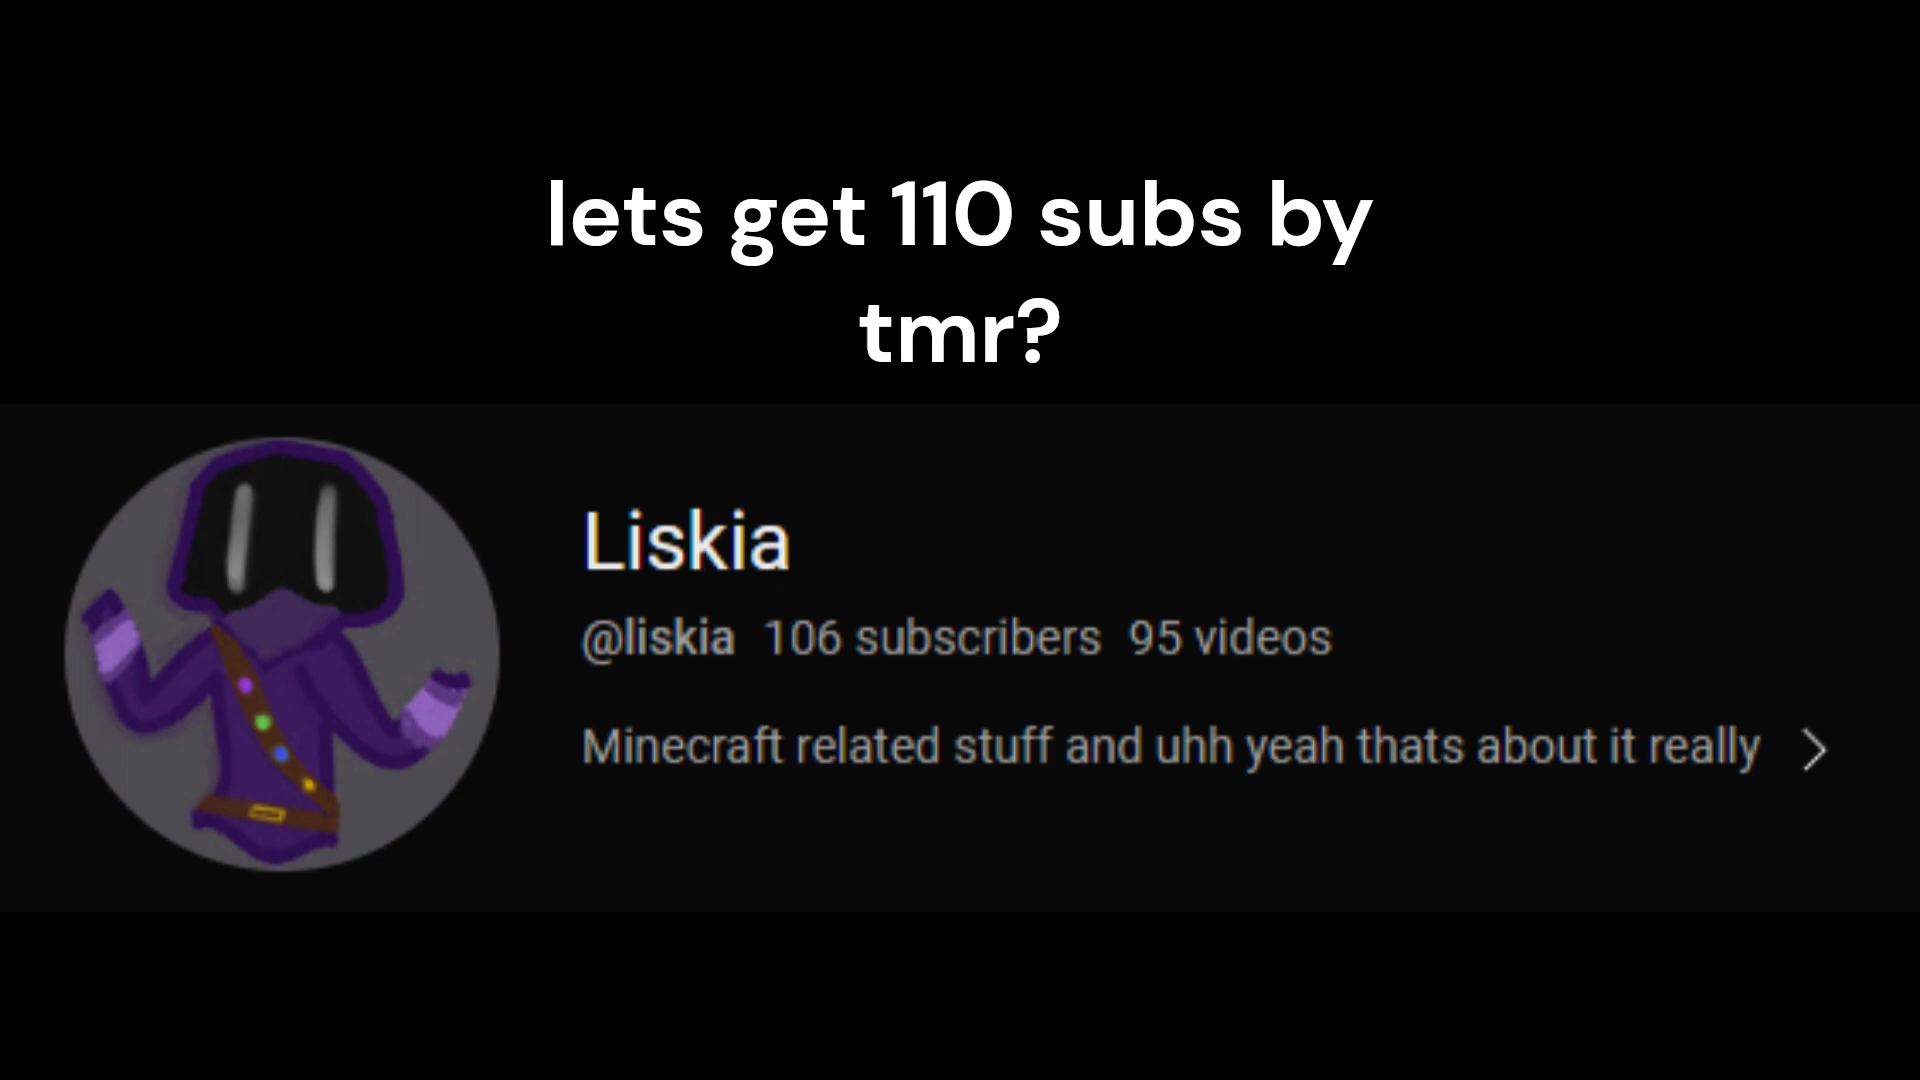 lets get 110 subs by
tmr?
Liskia
@liskia 106 subscribers 95 videos
Minecraft related stuff and uhh yeah thats about it really